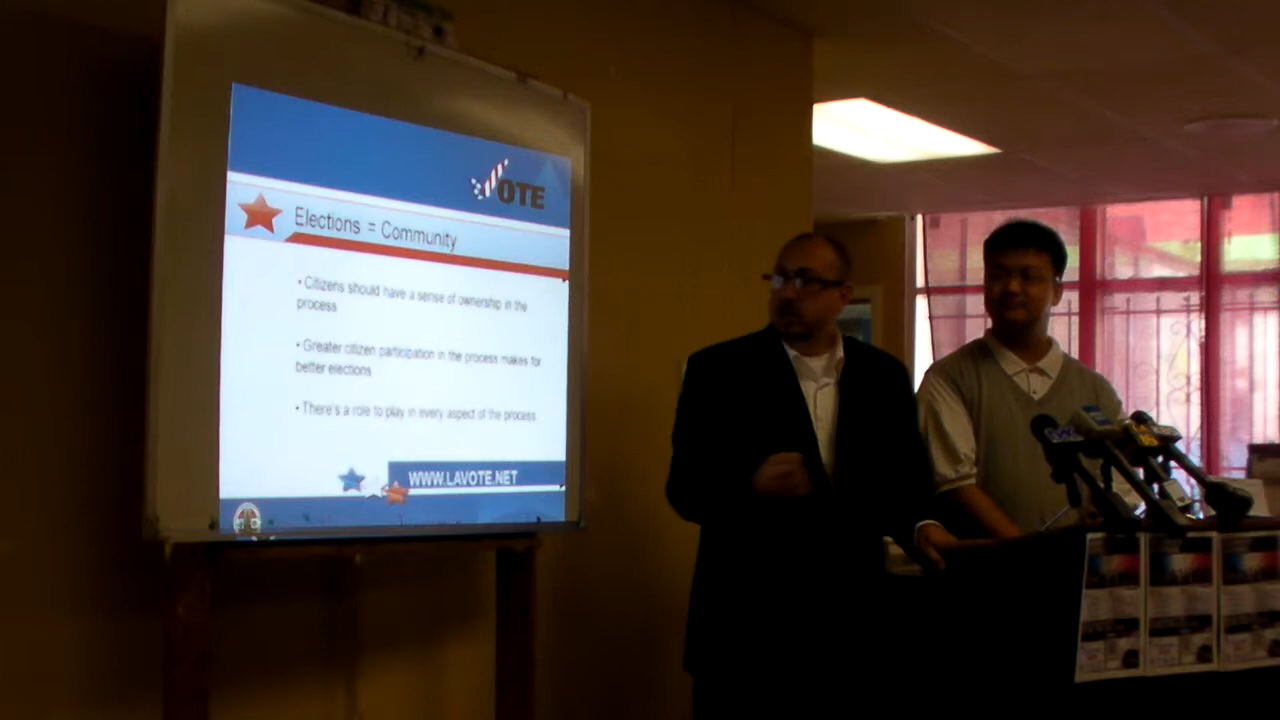 VOTE
Elections = Community
• Citizens should have a sense of ownership in the
process
• Greater citizen participation in the process makes for
better elections
• There's a role to play in every aspect of the process
WWW.LAVOTE.NET